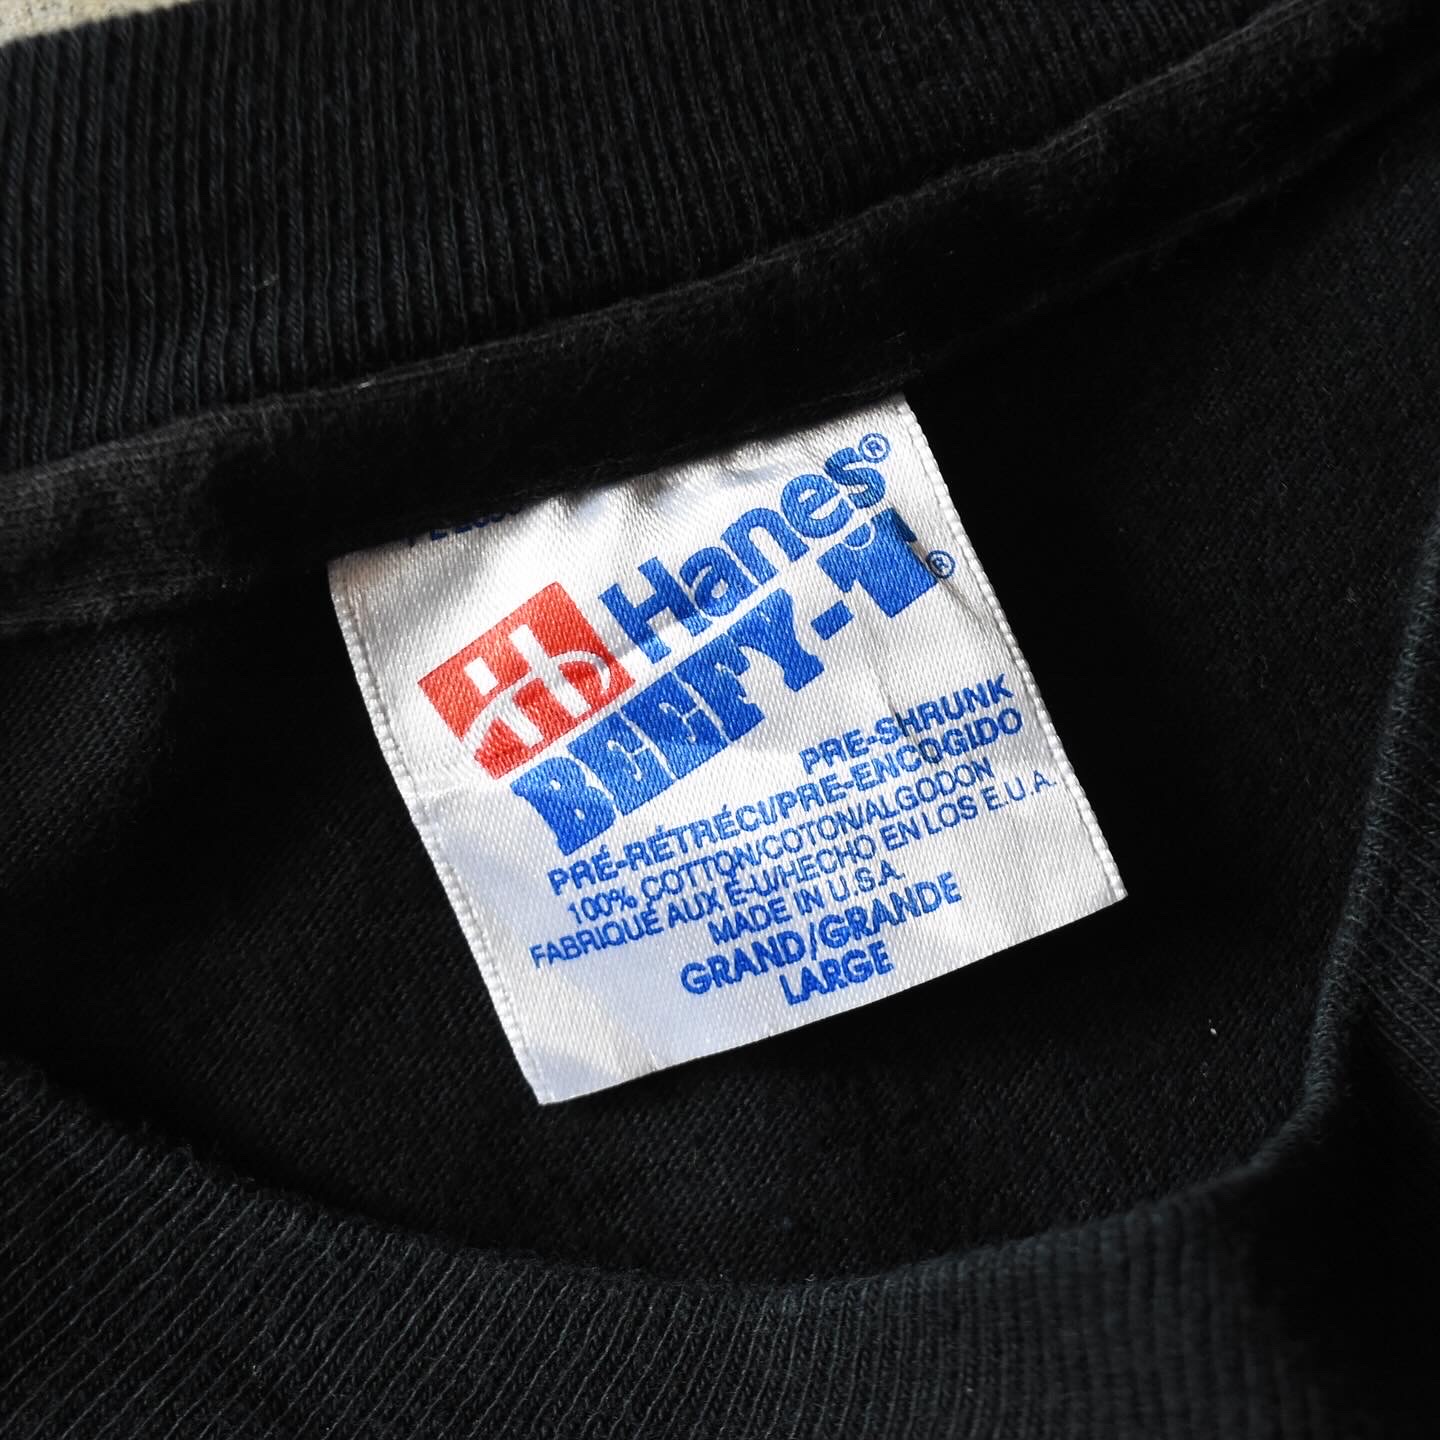 Hanes®
BEEFY-T®
PRE-SHRUNK
PRÉ-RÉTRÉCI/PRE-ENCOGIDO
100% COTTON/COTON/ALGODON
FABRIQUÉ AUX É-U/HECHO EN LOS E.U.A.
MADE IN U.S.A.
GRAND/GRANDE
LARGE